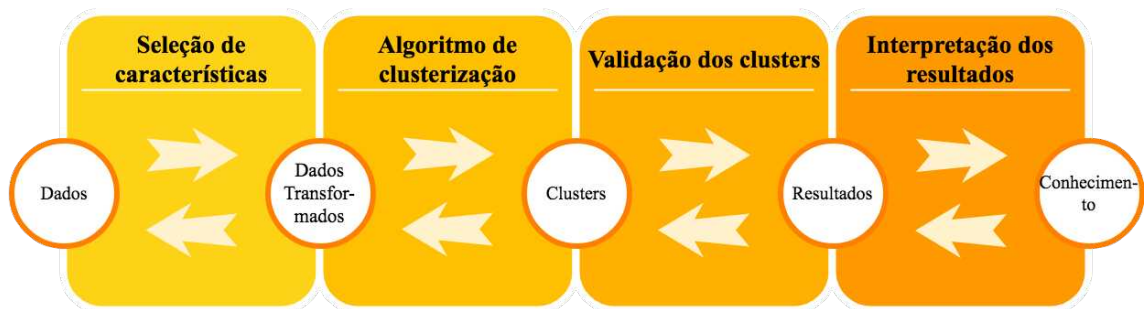 Seleção de
características
Algoritmo de
clusterização
Validação dos clusters
Interpretação dos
resultados
Dados
Dados
Transfor-
mados
Clusters
Resultados
Conhecimen-
to